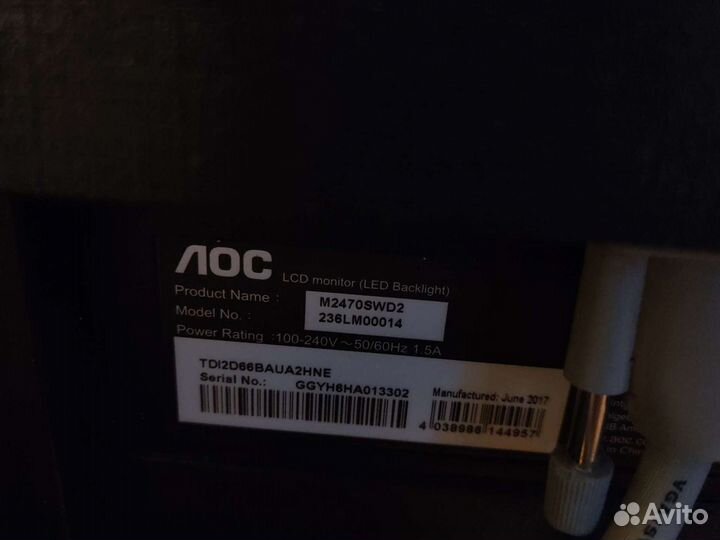 AOC
LCD monitor (LED Backlight)
Product Name : M2470SWD2
Model No. : 236LM00014
Power Rating :100-240V～50/60Hz 1.5A
TDI2D66BAUA2HNE
Serial No.: GGYH6HA013302
Manufactured: June 2017
4 038986 144957
Avito